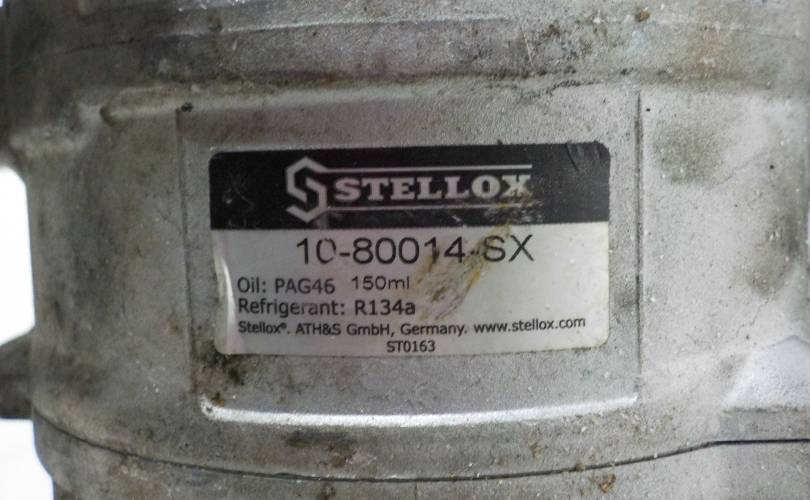 STELLOX
10-80014-SX
Oil: PAG46 150ml
Refrigerant: R134a
Stellox®. ATH&S GmbH, Germany. www.stellox.com
ST0163